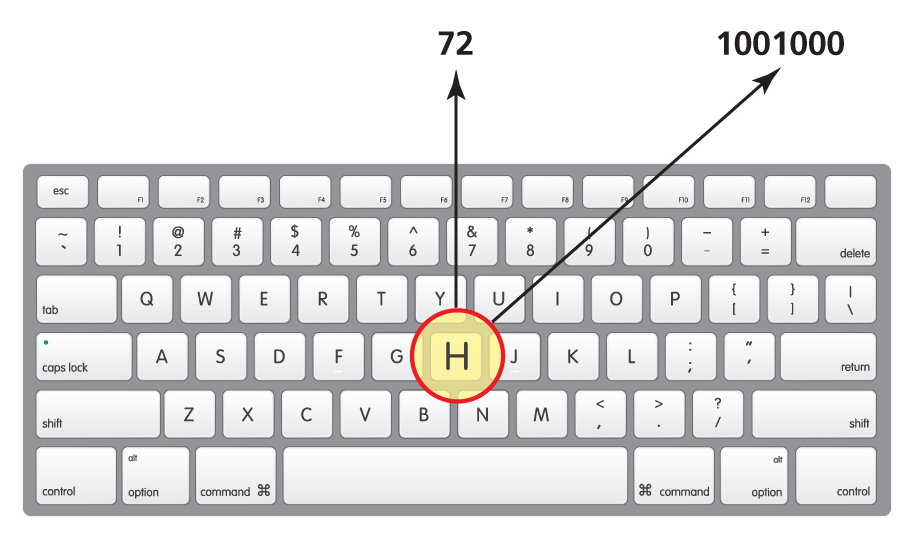 72 1001000
esc F1 F2 F3 F4 F5 F6 F7 F8 F9 F10 F11 F12
~ ! @ # $ % ^ & * ( ) – +
` 1 2 3 4 5 6 7 8 9 0 - = delete
tab Q W E R T Y U I O P { [ } ] | \
caps lock A S D F G H J K L : ; " , return
shift Z X C V B N M < , > . ? / shift
alt alt
control option command ⌘ ⌘ command option control